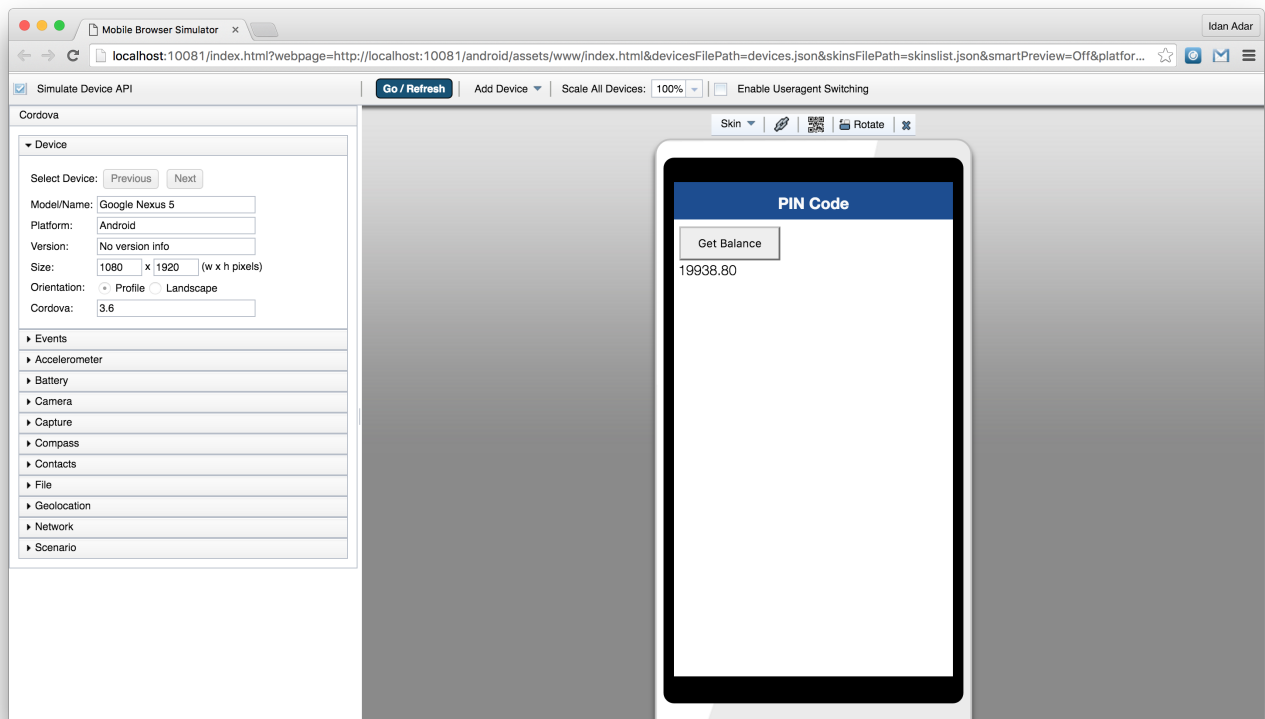 Mobile Browser Simulator
Idan Adar
localhost:10081/index.html?webpage=http://localhost:10081/android/assets/www/index.html&devicesFilePath=devices.json&skinsFilePath=skinslist.json&smartPreview=Off&platfor...
Simulate Device API
Go / Refresh
Add Device
Scale All Devices: 100%
Enable Useragent Switching
Cordova
Skin
Rotate
Device
Select Device: Previous Next
Model/Name: Google Nexus 5
Platform: Android
Version: No version info
Size: 1080 x 1920 (w x h pixels)
Orientation: Profile Landscape
Cordova: 3.6
Events
Accelerometer
Battery
Camera
Capture
Compass
Contacts
File
Geolocation
Network
Scenario
PIN Code
Get Balance
19938.80